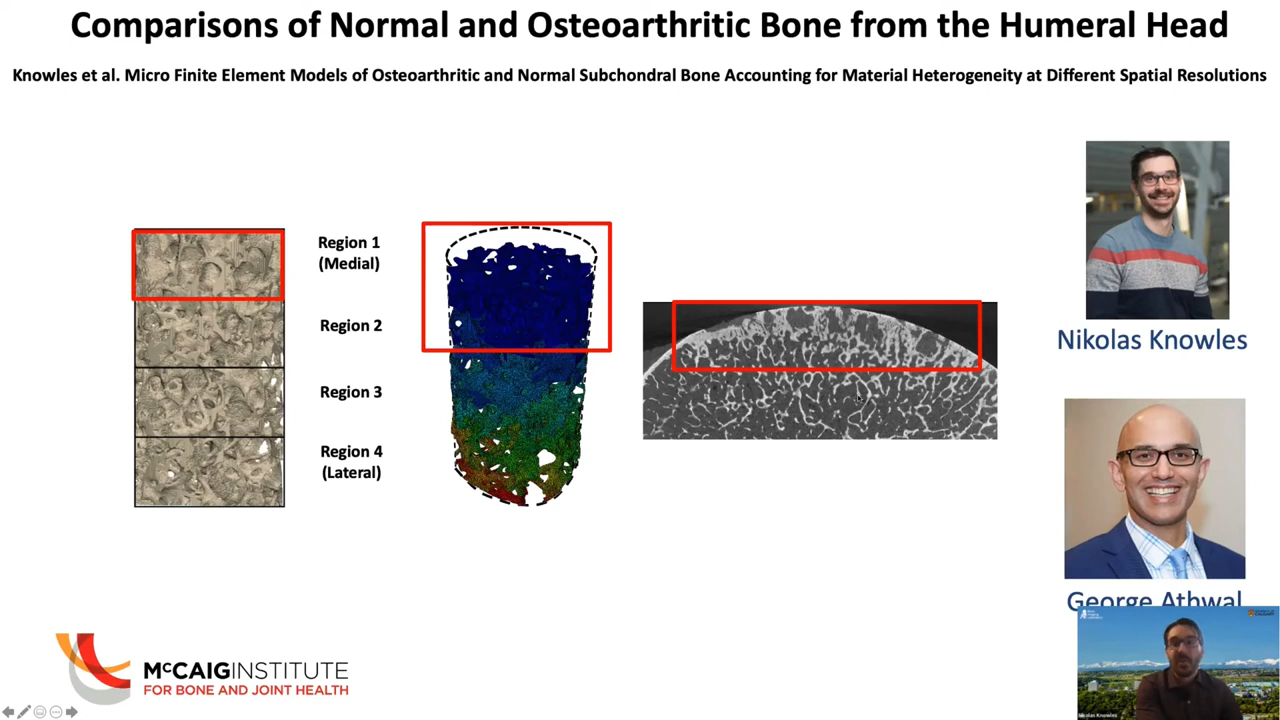 Comparisons of Normal and Osteoarthritic Bone from the Humeral Head
Knowles et al. Micro Finite Element Models of Osteoarthritic and Normal Subchondral Bone Accounting for Material Heterogeneity at Different Spatial Resolutions
Region 1
(Medial)
Region 2
Region 3
Region 4
(Lateral)
Nikolas Knowles
George Athwal
McCAIG INSTITUTE
FOR BONE AND JOINT HEALTH
Nikolas Knowles